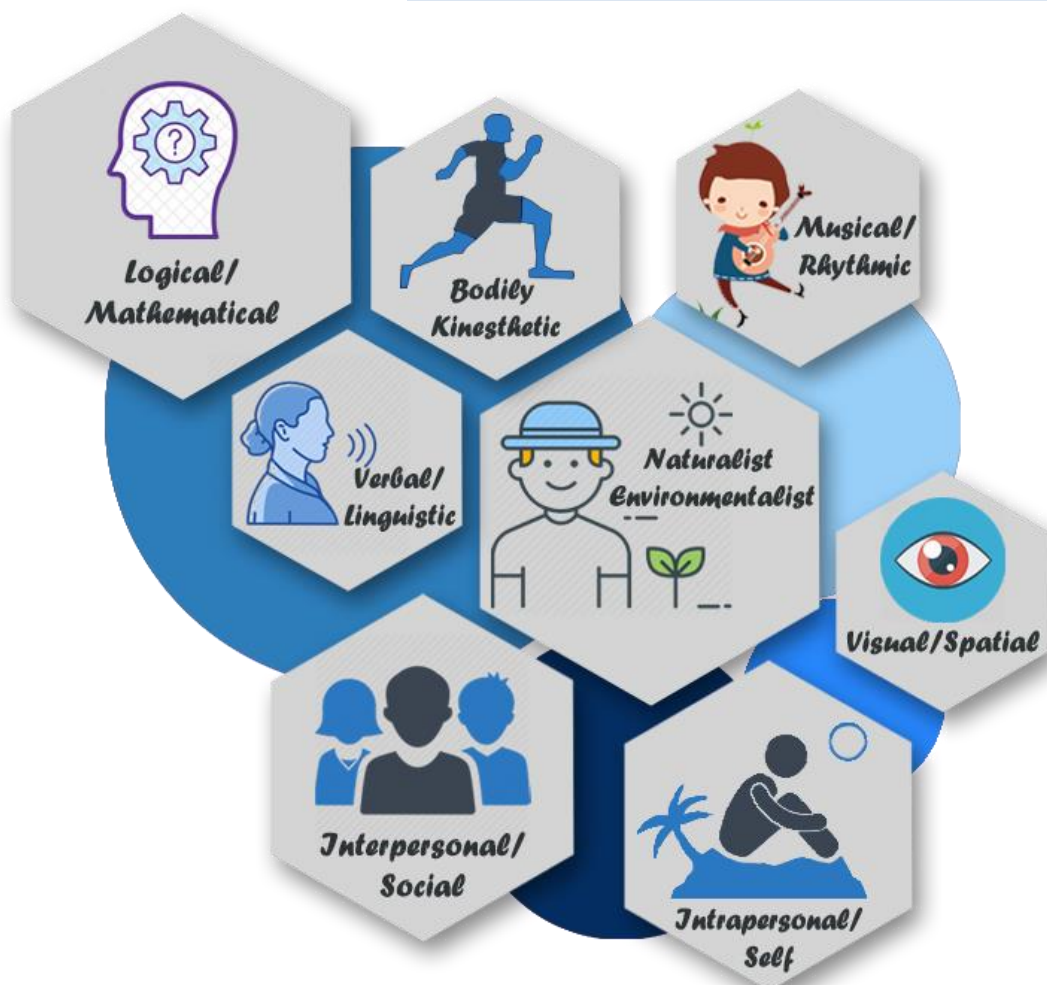 ?
Logical/
Mathematical
Bodily
Kinesthetic
Musical/
Rhythmic
Verbal/
Linguistic
Naturalist
Environmentalist
Visual/Spatial
Interpersonal/
Social
Intrapersonal/
Self